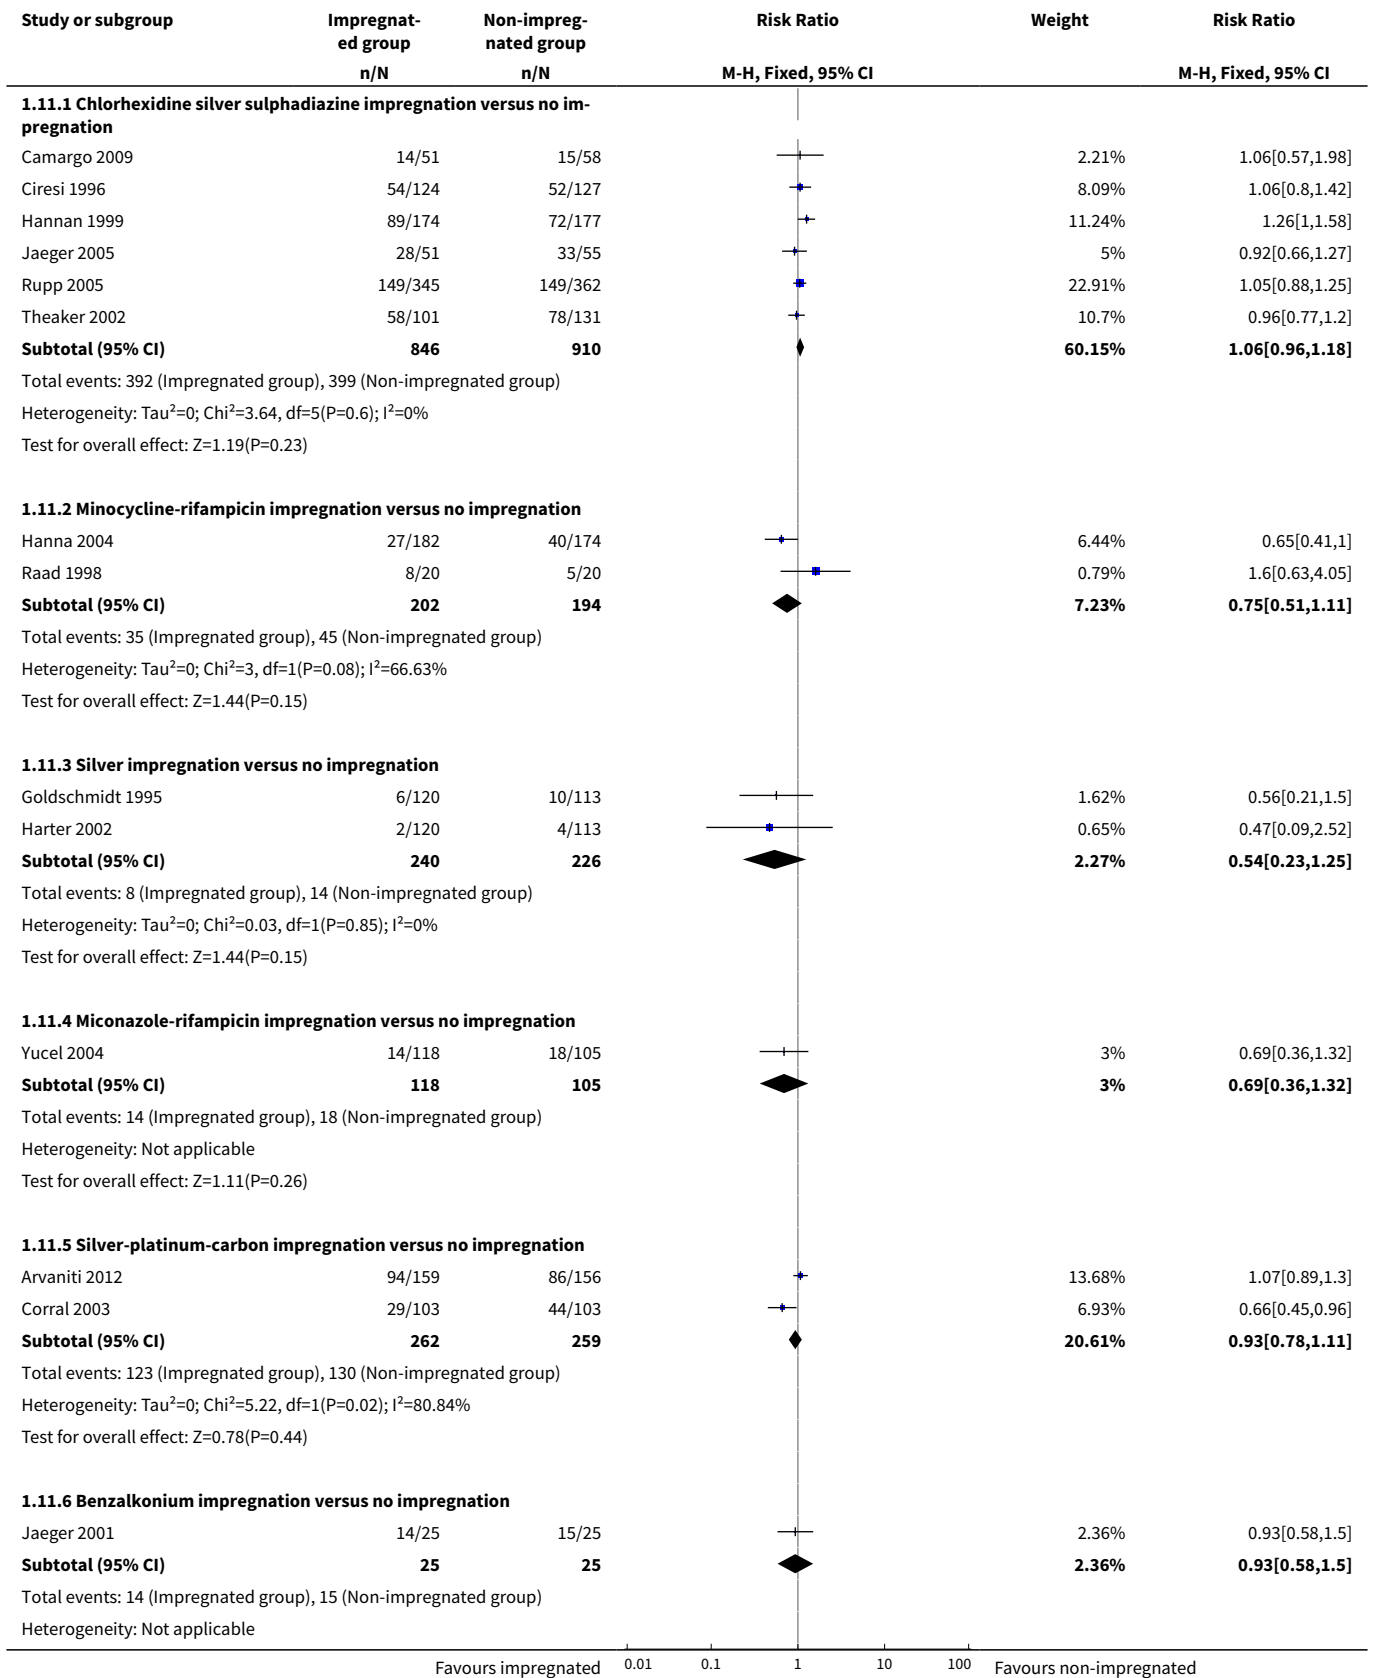 Study or subgroup Impregnat- Non-impreg- Risk Ratio Weight Risk Ratio
ed group nated group
n/N n/N M-H, Fixed, 95% CI M-H, Fixed, 95% CI
1.11.1 Chlorhexidine silver sulphadiazine impregnation versus no im-
pregnation
Camargo 2009 14/51 15/58 2.21% 1.06[0.57,1.98]
Ciresi 1996 54/124 52/127 8.09% 1.06[0.8,1.42]
Hannan 1999 89/174 72/177 11.24% 1.26[1,1.58]
Jaeger 2005 28/51 33/55 5% 0.92[0.66,1.27]
Rupp 2005 149/345 149/362 22.91% 1.05[0.88,1.25]
Theaker 2002 58/101 78/131 10.7% 0.96[0.77,1.2]
Subtotal (95% CI) 846 910 60.15% 1.06[0.96,1.18]
Total events: 392 (Impregnated group), 399 (Non-impregnated group)
Heterogeneity: Tau²=0; Chi²=3.64, df=5(P=0.6); I²=0%
Test for overall effect: Z=1.19(P=0.23)
1.11.2 Minocycline-rifampicin impregnation versus no impregnation
Hanna 2004 27/182 40/174 6.44% 0.65[0.41,1]
Raad 1998 8/20 5/20 0.79% 1.6[0.63,4.05]
Subtotal (95% CI) 202 194 7.23% 0.75[0.51,1.11]
Total events: 35 (Impregnated group), 45 (Non-impregnated group)
Heterogeneity: Tau²=0; Chi²=3, df=1(P=0.08); I²=66.63%
Test for overall effect: Z=1.44(P=0.15)
1.11.3 Silver impregnation versus no impregnation
Goldschmidt 1995 6/120 10/113 1.62% 0.56[0.21,1.5]
Harter 2002 2/120 4/113 0.65% 0.47[0.09,2.52]
Subtotal (95% CI) 240 226 2.27% 0.54[0.23,1.25]
Total events: 8 (Impregnated group), 14 (Non-impregnated group)
Heterogeneity: Tau²=0; Chi²=0.03, df=1(P=0.85); I²=0%
Test for overall effect: Z=1.44(P=0.15)
1.11.4 Miconazole-rifampicin impregnation versus no impregnation
Yucel 2004 14/118 18/105 3% 0.69[0.36,1.32]
Subtotal (95% CI) 118 105 3% 0.69[0.36,1.32]
Total events: 14 (Impregnated group), 18 (Non-impregnated group)
Heterogeneity: Not applicable
Test for overall effect: Z=1.11(P=0.26)
1.11.5 Silver-platinum-carbon impregnation versus no impregnation
Arvaniti 2012 94/159 86/156 13.68% 1.07[0.89,1.3]
Corral 2003 29/103 44/103 6.93% 0.66[0.45,0.96]
Subtotal (95% CI) 262 259 20.61% 0.93[0.78,1.11]
Total events: 123 (Impregnated group), 130 (Non-impregnated group)
Heterogeneity: Tau²=0; Chi²=5.22, df=1(P=0.02); I²=80.84%
Test for overall effect: Z=0.78(P=0.44)
1.11.6 Benzalkonium impregnation versus no impregnation
Jaeger 2001 14/25 15/25 2.36% 0.93[0.58,1.5]
Subtotal (95% CI) 25 25 2.36% 0.93[0.58,1.5]
Total events: 14 (Impregnated group), 15 (Non-impregnated group)
Heterogeneity: Not applicable
Favours impregnated 0.01 0.1 1 10 100 Favours non-impregnated